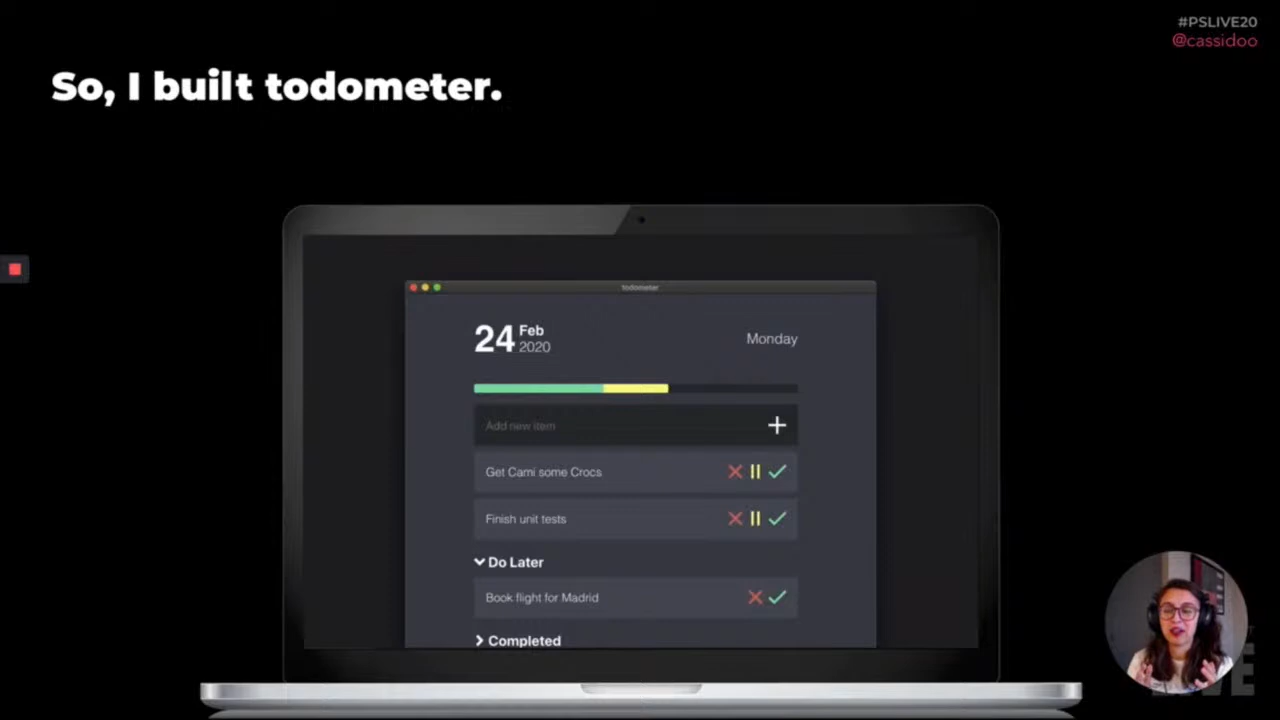 #PSLIVE20
@cassidoo
So, I built todometer.
todometer
24 Feb
2020
Monday
Add new item
Get Cami some Crocs
Finish unit tests
Do Later
Book flight for Madrid
Completed